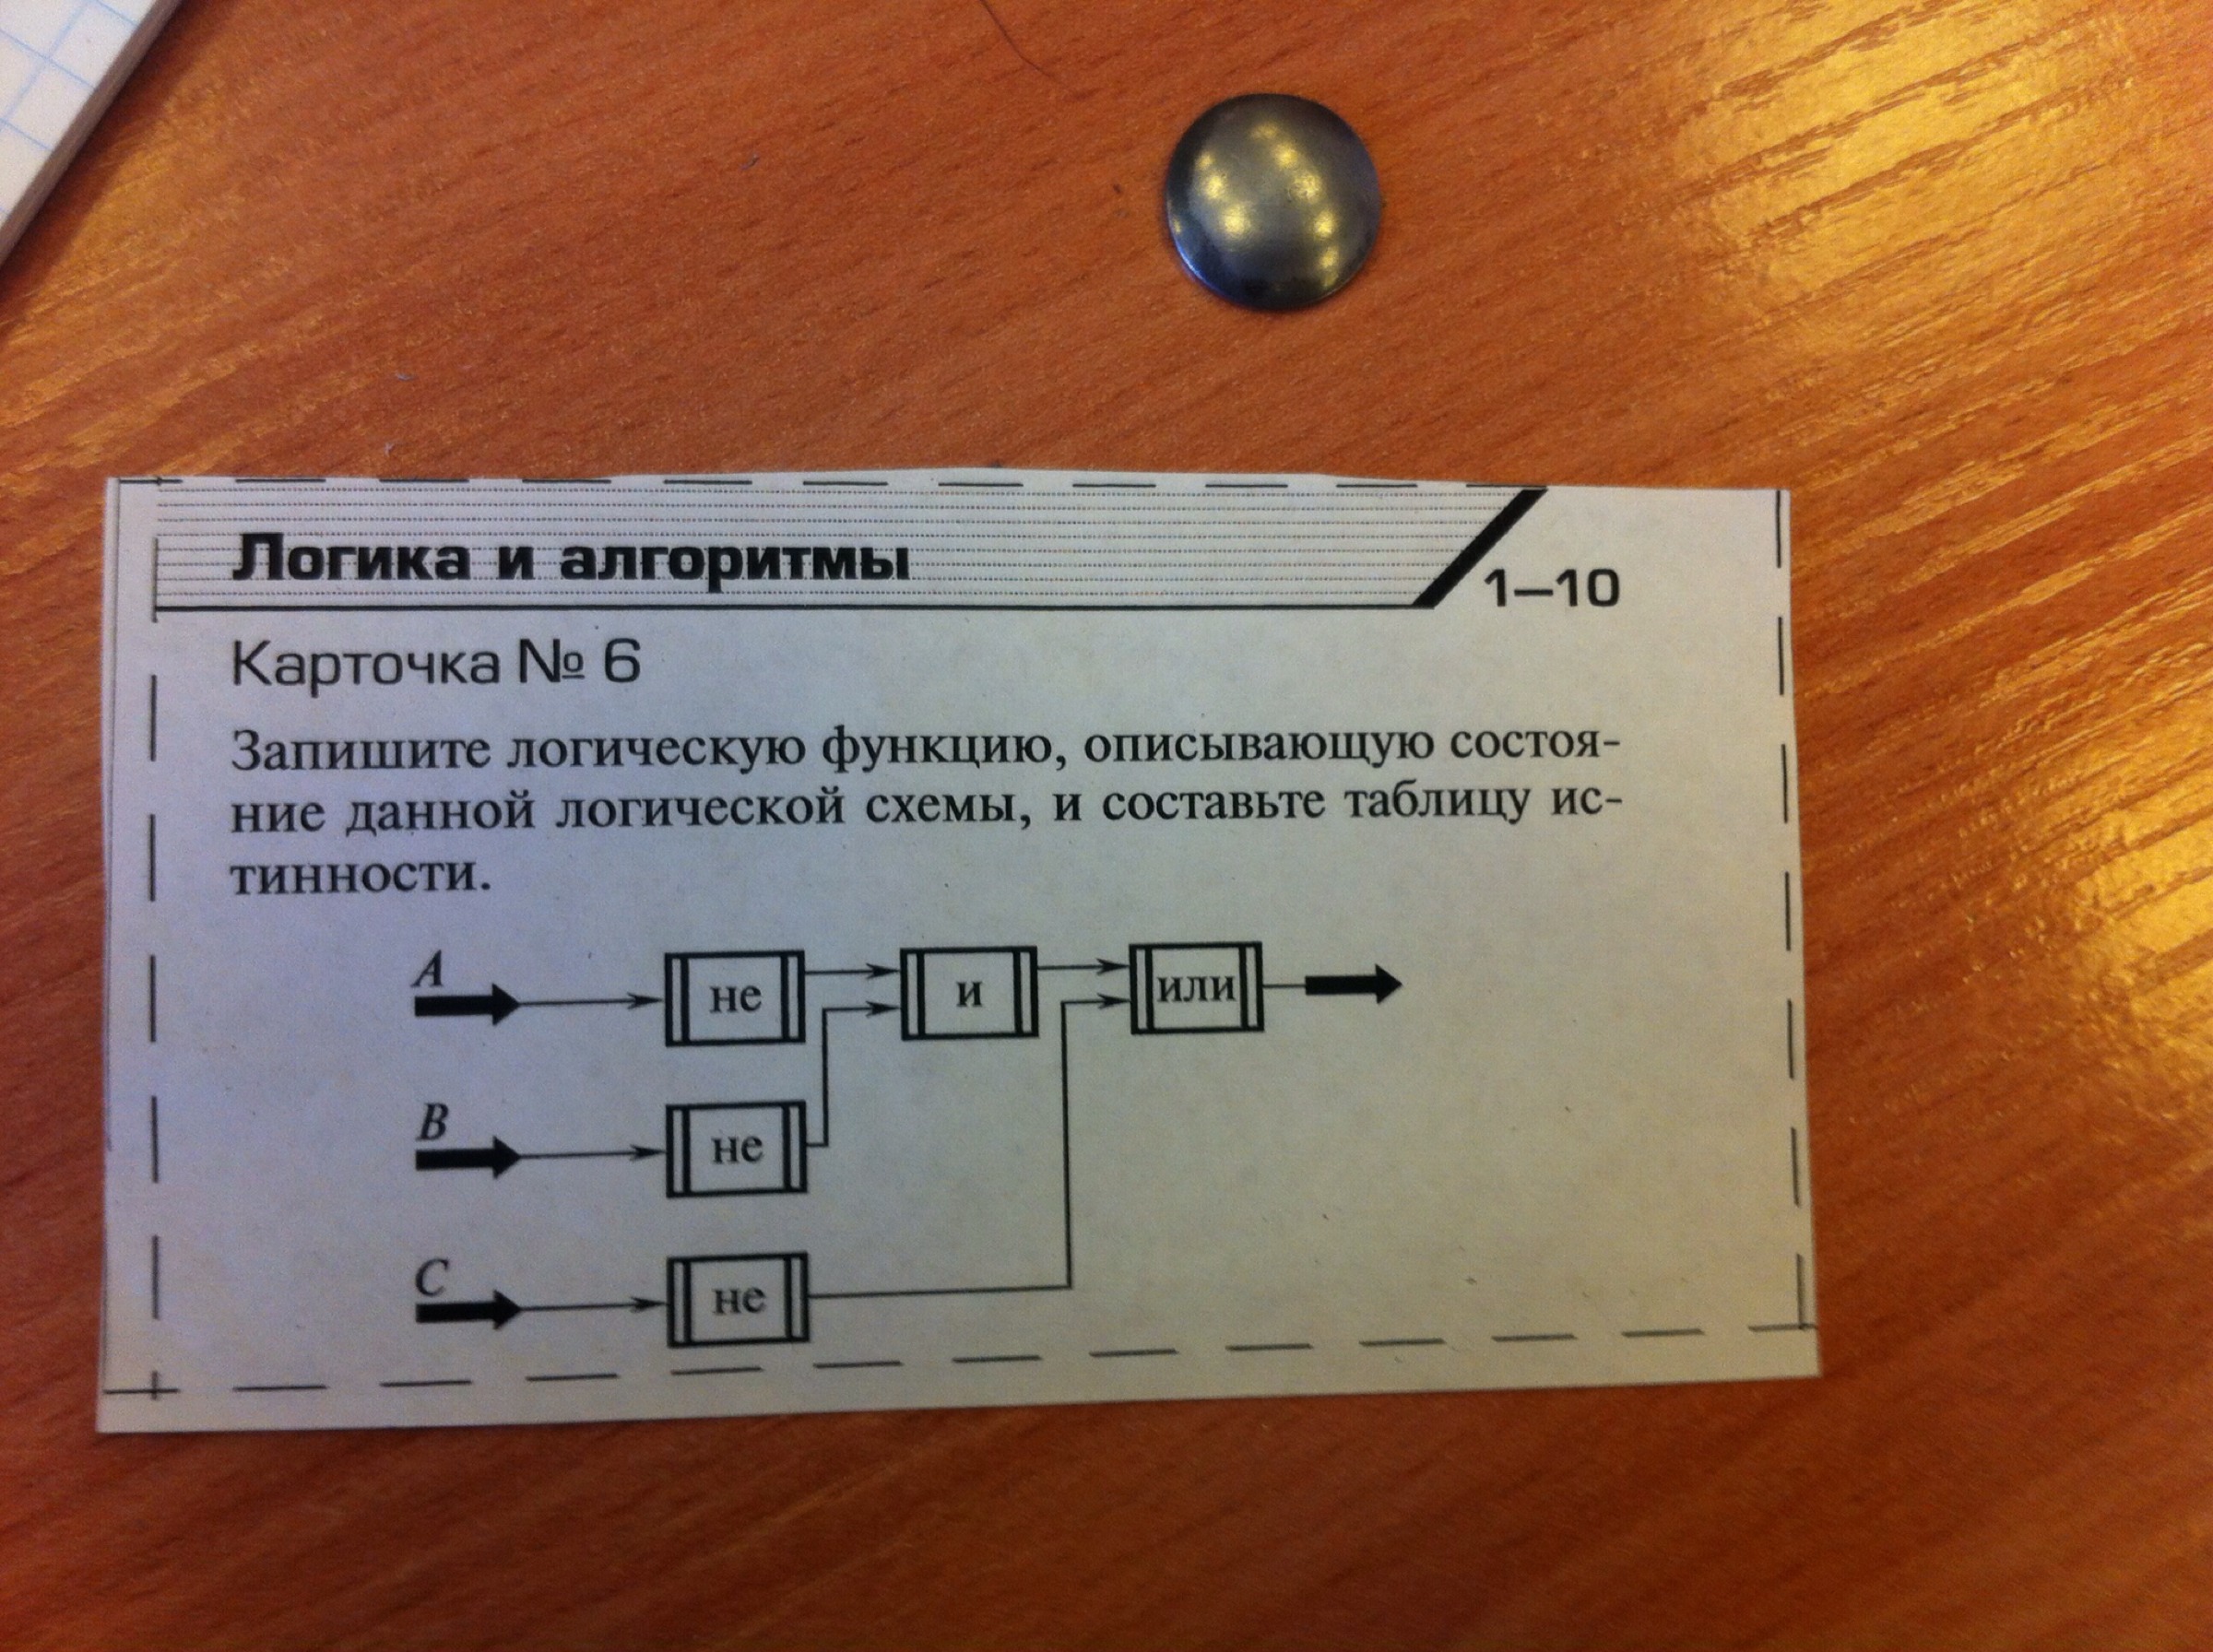 Логика и алгоритмы
1–10
Карточка № 6
Запишите логическую функцию, описывающую состоя-
ние данной логической схемы, и составьте таблицу ис-
тинности.
A
не
и
или
B
не
C
не